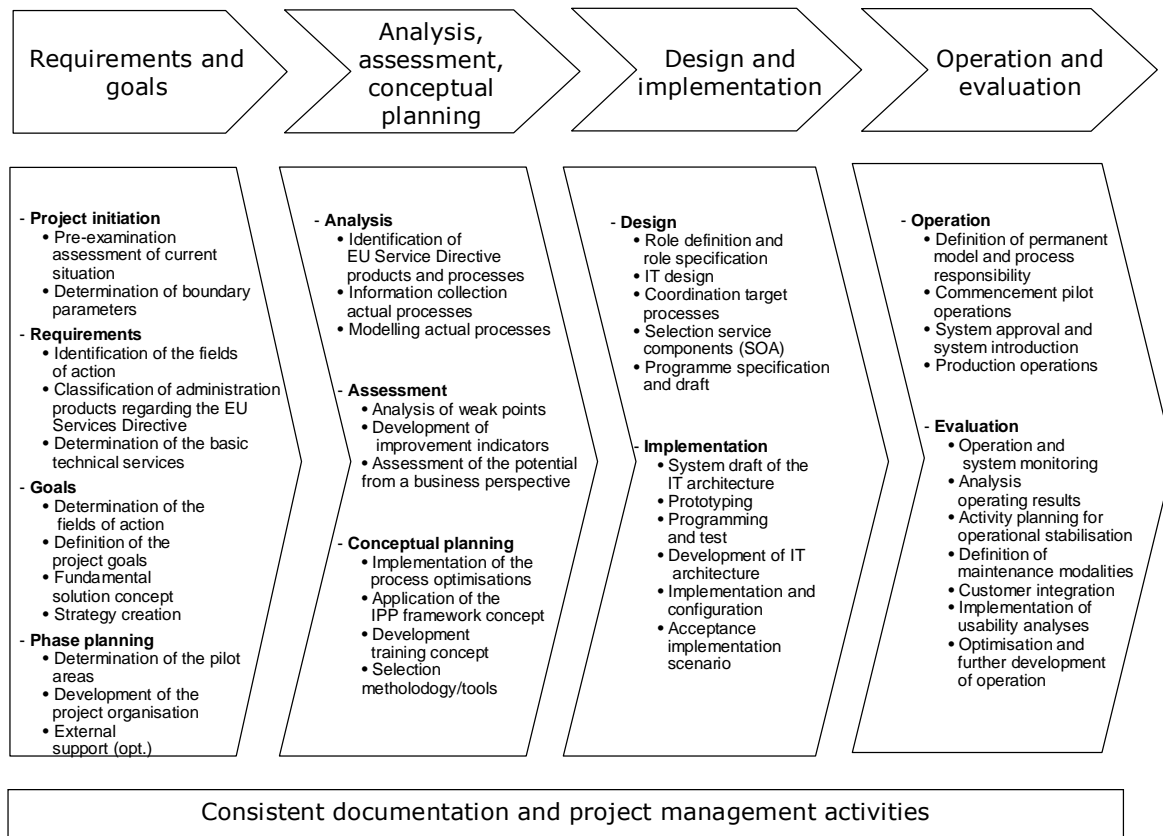 Requirements and
goals
Analysis,
assessment,
conceptual
planning
Design and
implementation
Operation and
evaluation
- Project initiation
• Pre-examination
assessment of current
situation
• Determination of boundary
parameters
- Requirements
• Identification of the fields
of action
• Classification of administration
products regarding the EU
Services Directive
• Determination of the basic
technical services
- Goals
• Determination of the
fields of action
• Definition of the
project goals
• Fundamental
solution concept
• Strategy creation
- Phase planning
• Determination of the pilot
areas
• Development of the
project organisation
• External
support (opt.)
- Analysis
• Identification of
EU Service Directive
products and processes
• Information collection
actual processes
• Modelling actual processes
- Assessment
• Analysis of weak points
• Development of
improvement indicators
• Assessment of the potential
from a business perspective
- Conceptual planning
• Implementation of the
process optimisations
• Application of the
IPP framework concept
• Development
training concept
• Selection
metholodogy/tools
- Design
• Role definition and
role specification
• IT design
• Coordination target
processes
• Selection service
components (SOA)
• Programme specification
and draft
- Implementation
• System draft of the
IT architecture
• Prototyping
• Programming
and test
• Development of IT
architecture
• Implementation and
configuration
• Acceptance
implementation
scenario
- Operation
• Definition of permanent
model and process
responsibility
• Commencement pilot
operations
• System approval and
system introduction
• Production operations
- Evaluation
• Operation and
system monitoring
• Analysis
operating results
• Activity planning for
operational stabilisation
• Definition of
maintenance modalities
• Customer integration
• Implementation of
usability analyses
• Optimisation and
further development
of operation
Consistent documentation and project management activities